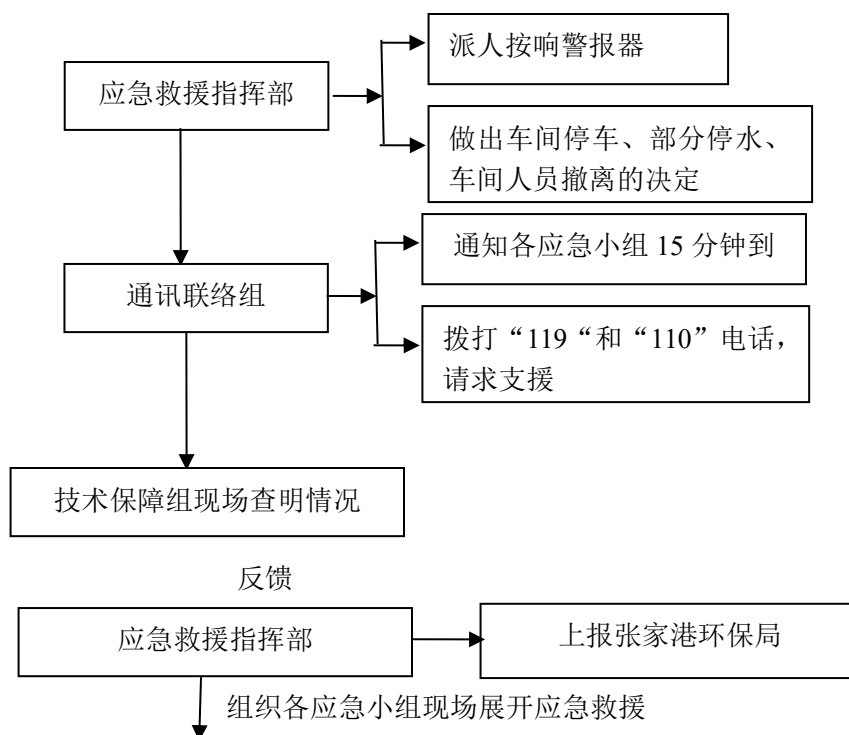 派人按响警报器
应急救援指挥部
做出车间停车、部分停水、
车间人员撤离的决定
通知各应急小组 15 分钟到
通讯联络组
拨打“119“和“110”电话，
请求支援
技术保障组现场查明情况
反馈
应急救援指挥部
上报张家港环保局
组织各应急小组现场展开应急救援